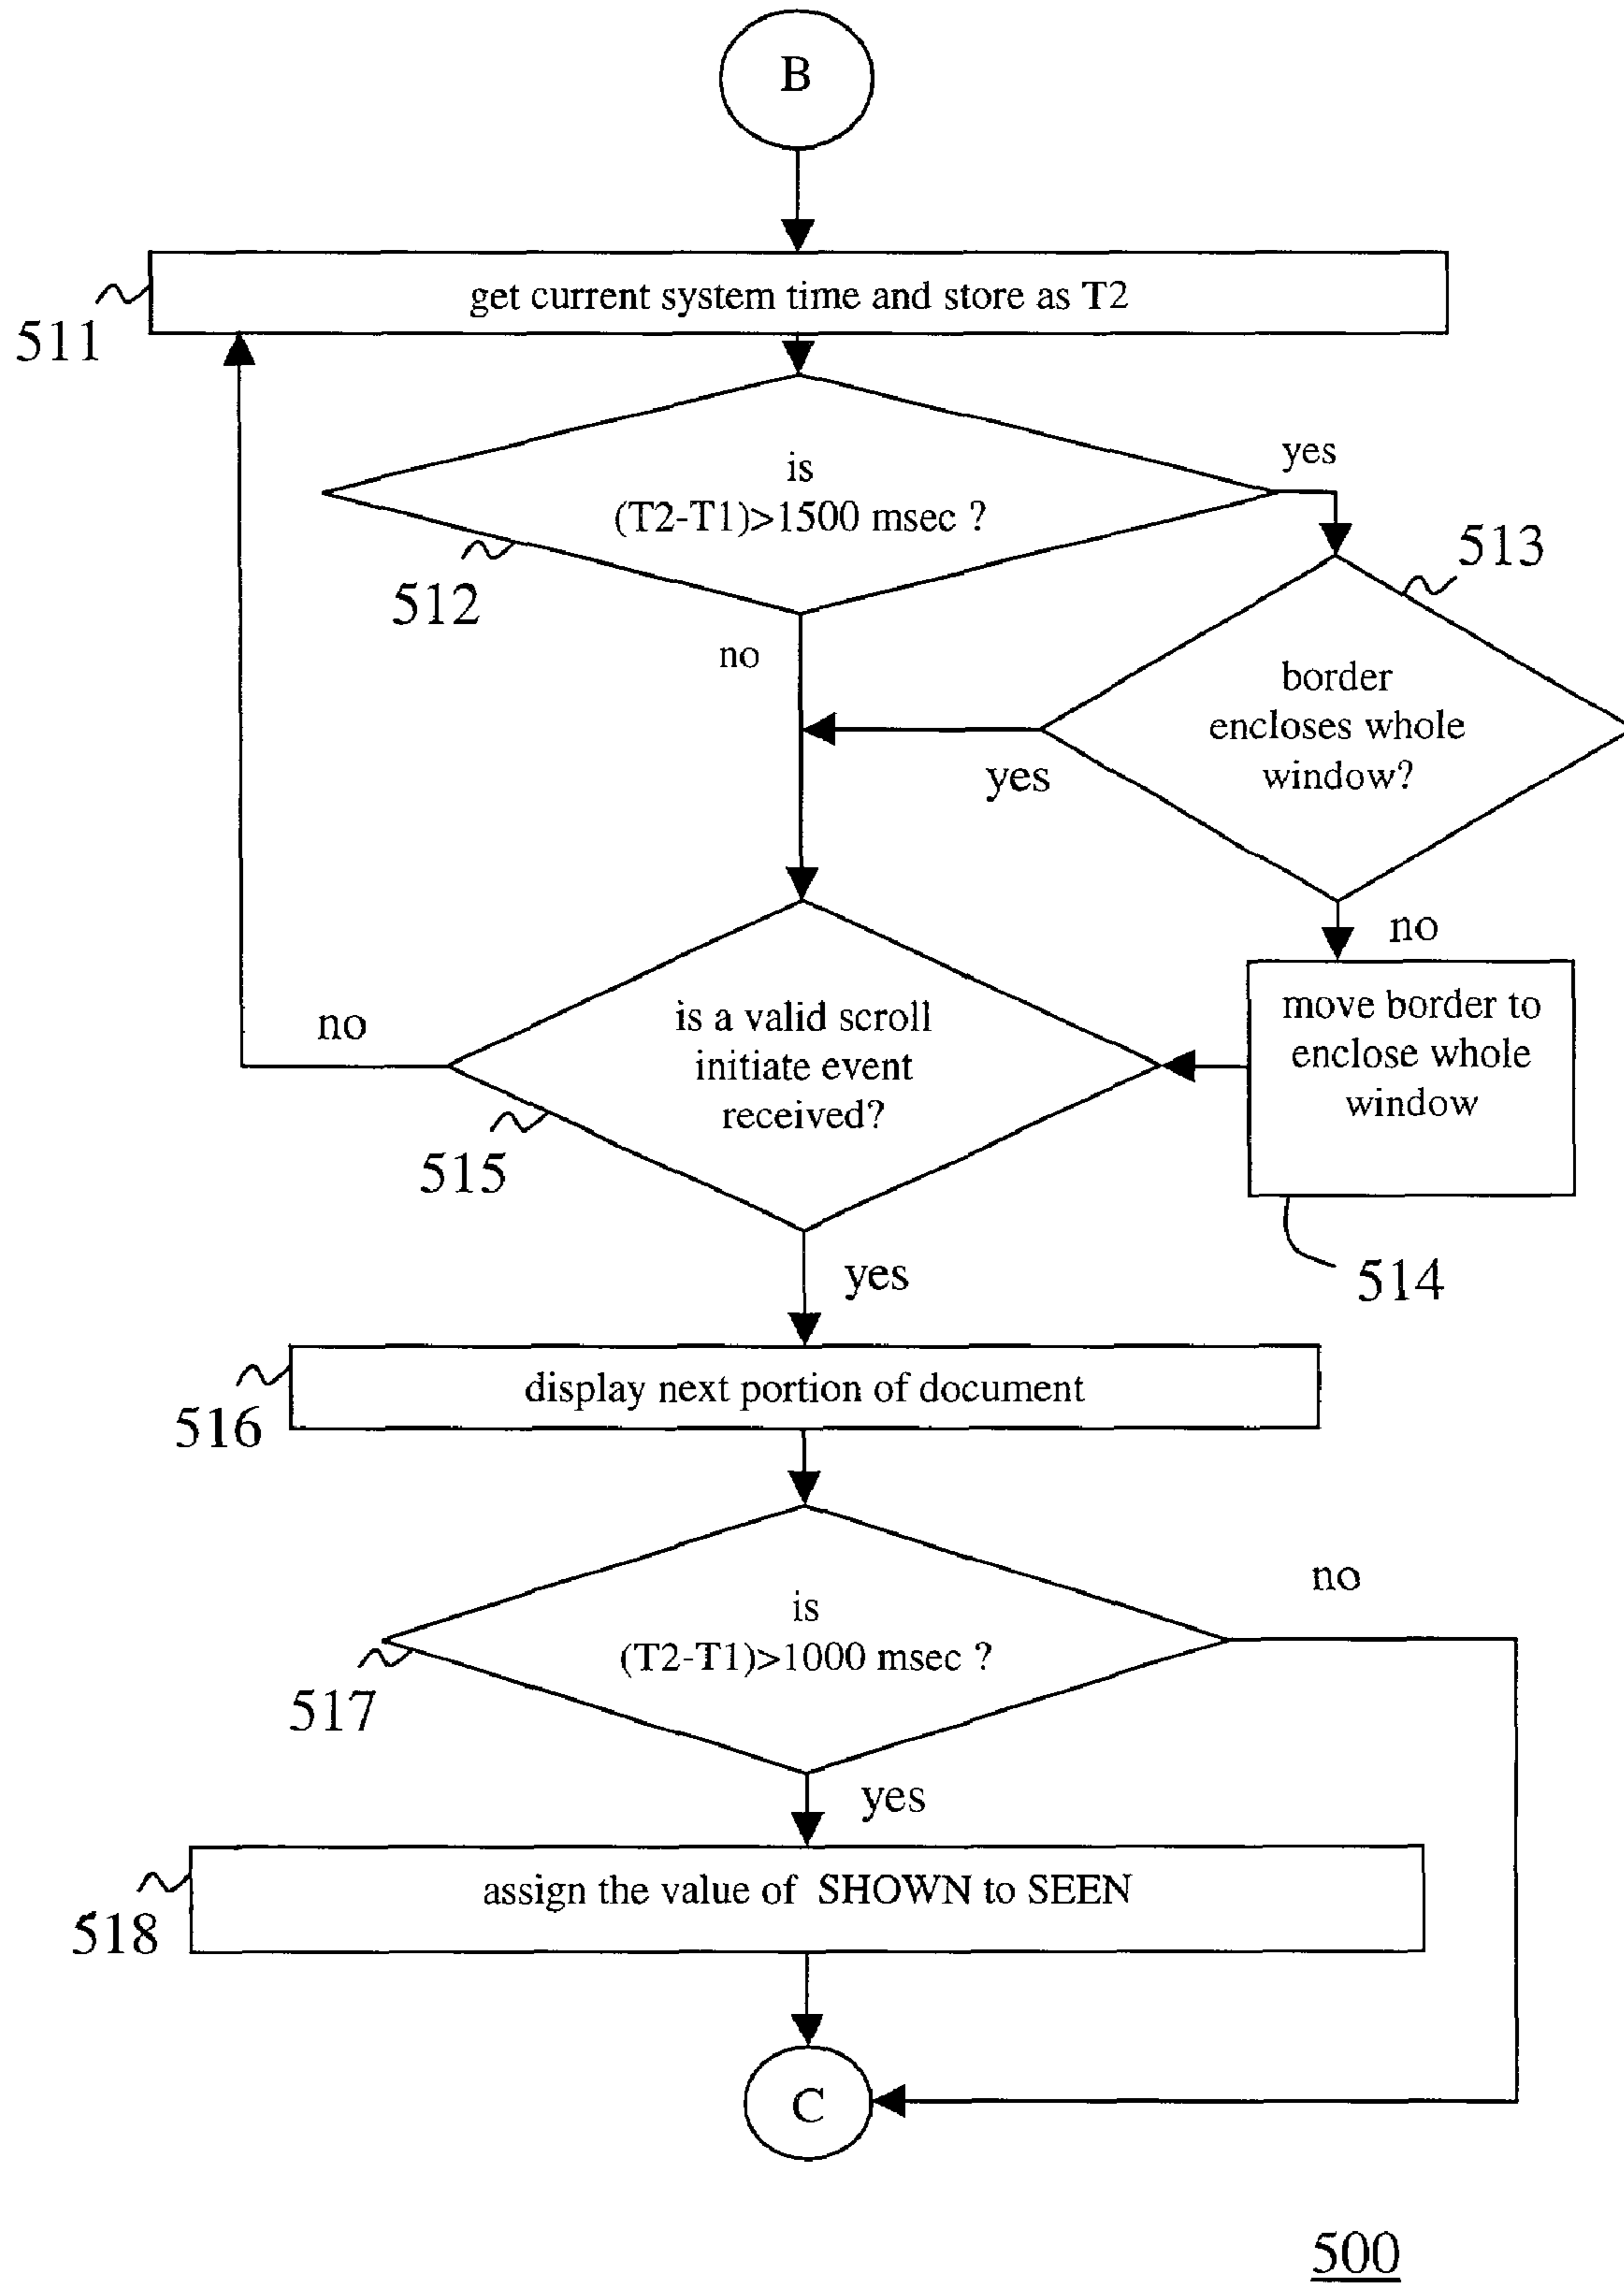 B
get current system time and store as T2
511
is
(T2-T1)>1500 msec ?
yes
512
no
513
border
encloses whole
window?
yes
no
move border to
enclose whole
window
514
is a valid scroll
initiate event
received?
no
515
yes
display next portion of document
516
is
(T2-T1)>1000 msec ?
no
517
yes
assign the value of SHOWN to SEEN
518
C
500